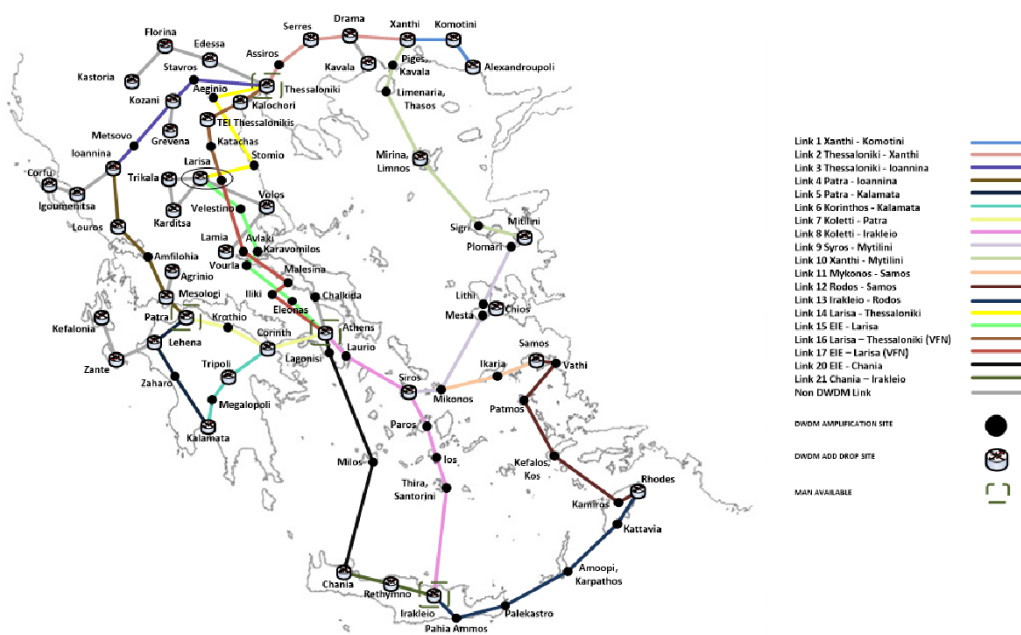 Drama
Xanthi
Komotini
Serres
Florina
Edessa
Assiros
Stavros
Kavala
Piges,
Kavala
Alexandroupoli
Kastoria
Aeginio
Thessaloniki
Limenaria,
Thasos
Kozani
Kalochori
TEI Thessalonikis
Grevena
Metsovo
Katachas
Ioannina
Stomio
Mirina,
Limnos
Larisa
Corfu
Trikala
Igoumenitsa
Volos
Karditsa
Velestino
Louros
Sigri
Mitilini
Lamia
Avlaki
Plomari
Karavomilos
Amfilohia
Vourla
Malesina
Agrinio
Mesologi
Iliki
Chalkida
Lithi
Eleonas
Kefalonia
Patra
Krathio
Mesta
Chios
Corinth
Athens
Lehena
Lagonisi
Laurio
Samos
Zante
Tripoli
Ikaria
Vathi
Zaharo
Siros
Mikonos
Megalopoli
Patmos
Paros
Kalamata
Milos
Ios
Kefalos,
Kos
Thira,
Santorini
Rhodes
Kamiros
Kattavia
Amoopi,
Karpathos
Chania
Rethymno
Irakleio
Palekastro
Pahia Ammos
Link 1 Xanthi - Komotini
Link 2 Thessaloniki - Xanthi
Link 3 Thessaloniki - Ioannina
Link 4 Patra - Ioannina
Link 5 Patra - Kalamata
Link 6 Korinthos - Kalamata
Link 7 Koletti - Patra
Link 8 Koletti - Irakleio
Link 9 Syros - Mytilini
Link 10 Xanthi - Mytilini
Link 11 Mykonos - Samos
Link 12 Rodos - Samos
Link 13 Irakleio - Rodos
Link 14 Larisa - Thessaloniki
Link 15 EIE - Larisa
Link 16 Larisa – Thessaloniki (VFN)
Link 17 EIE – Larisa (VFN)
Link 20 EIE - Chania
Link 21 Chania – Irakleio
Non DWDM Link
DWDM AMPLIFICATION SITE
DWDM ADD DROP SITE
MAN AVAILABLE